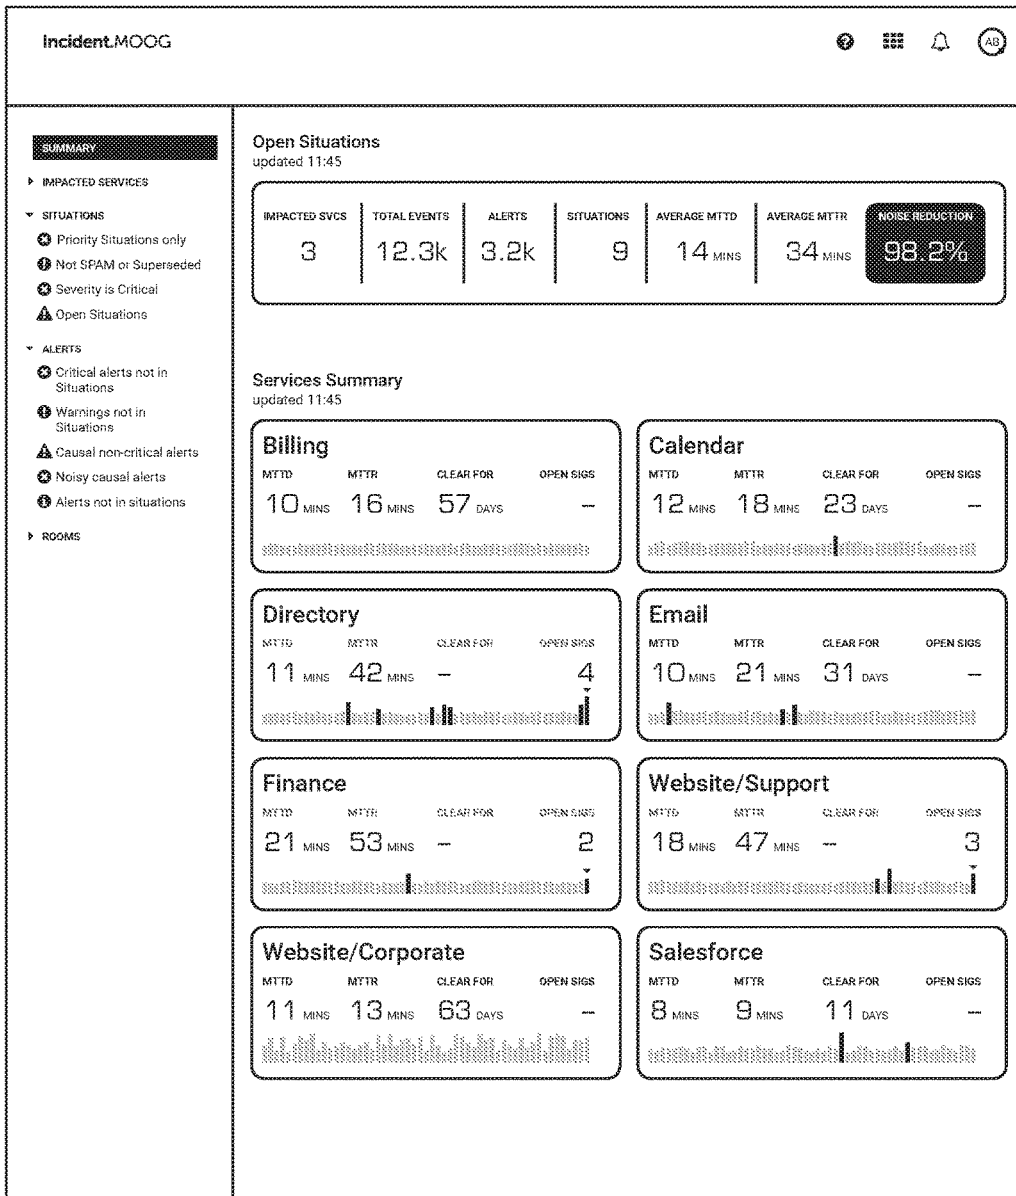 Incident.MOOG
AB
SUMMARY
IMPACTED SERVICES
SITUATIONS
Priority Situations only
Not SPAM or Superseded
Severity is Critical
Open Situations
ALERTS
Critical alerts not in
Situations
Warnings not in
Situations
Causal non-critical alerts
Noisy causal alerts
Alerts not in situations
ROOMS
Open Situations
updated 11:45
IMPACTED SVCS TOTAL EVENTS ALERTS SITUATIONS AVERAGE MTTD AVERAGE MTTR NOISE REDUCTION
3 12.3k 3.2k 9 14 MINS 34 MINS 98.2%
Services Summary
updated 11:45
Billing
MTTD MTTR CLEAR FOR OPEN SIGS
10 MINS 16 MINS 57 DAYS –
Calendar
MTTD MTTR CLEAR FOR OPEN SIGS
12 MINS 18 MINS 23 DAYS –
Directory
MTTD MTTR CLEAR FOR OPEN SIGS
11 MINS 42 MINS – 4
Email
MTTD MTTR CLEAR FOR OPEN SIGS
10 MINS 21 MINS 31 DAYS –
Finance
MTTD MTTR CLEAR FOR OPEN SIGS
21 MINS 53 MINS – 2
Website/Support
MTTD MTTR CLEAR FOR OPEN SIGS
18 MINS 47 MINS – 3
Website/Corporate
MTTD MTTR CLEAR FOR OPEN SIGS
11 MINS 13 MINS 63 DAYS –
Salesforce
MTTD MTTR CLEAR FOR OPEN SIGS
8 MINS 9 MINS 11 DAYS –